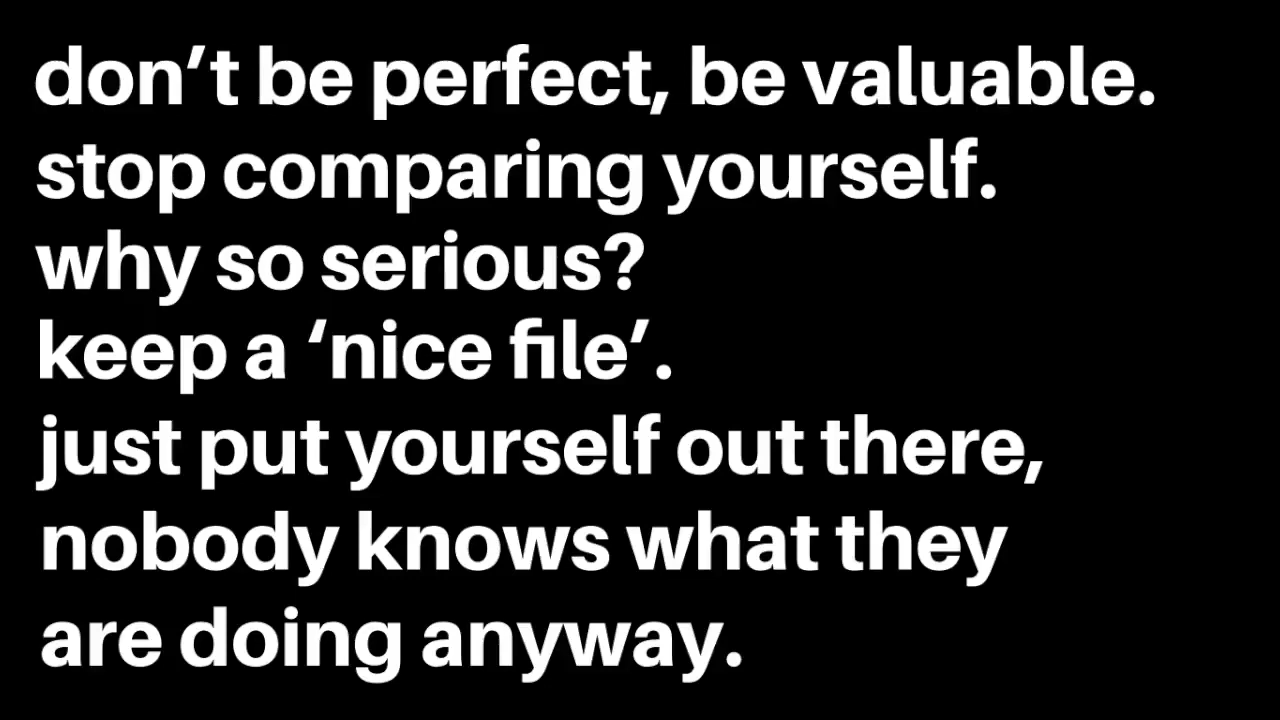 don’t be perfect, be valuable.
stop comparing yourself.
why so serious?
keep a ‘nice file’.
just put yourself out there,
nobody knows what they
are doing anyway.